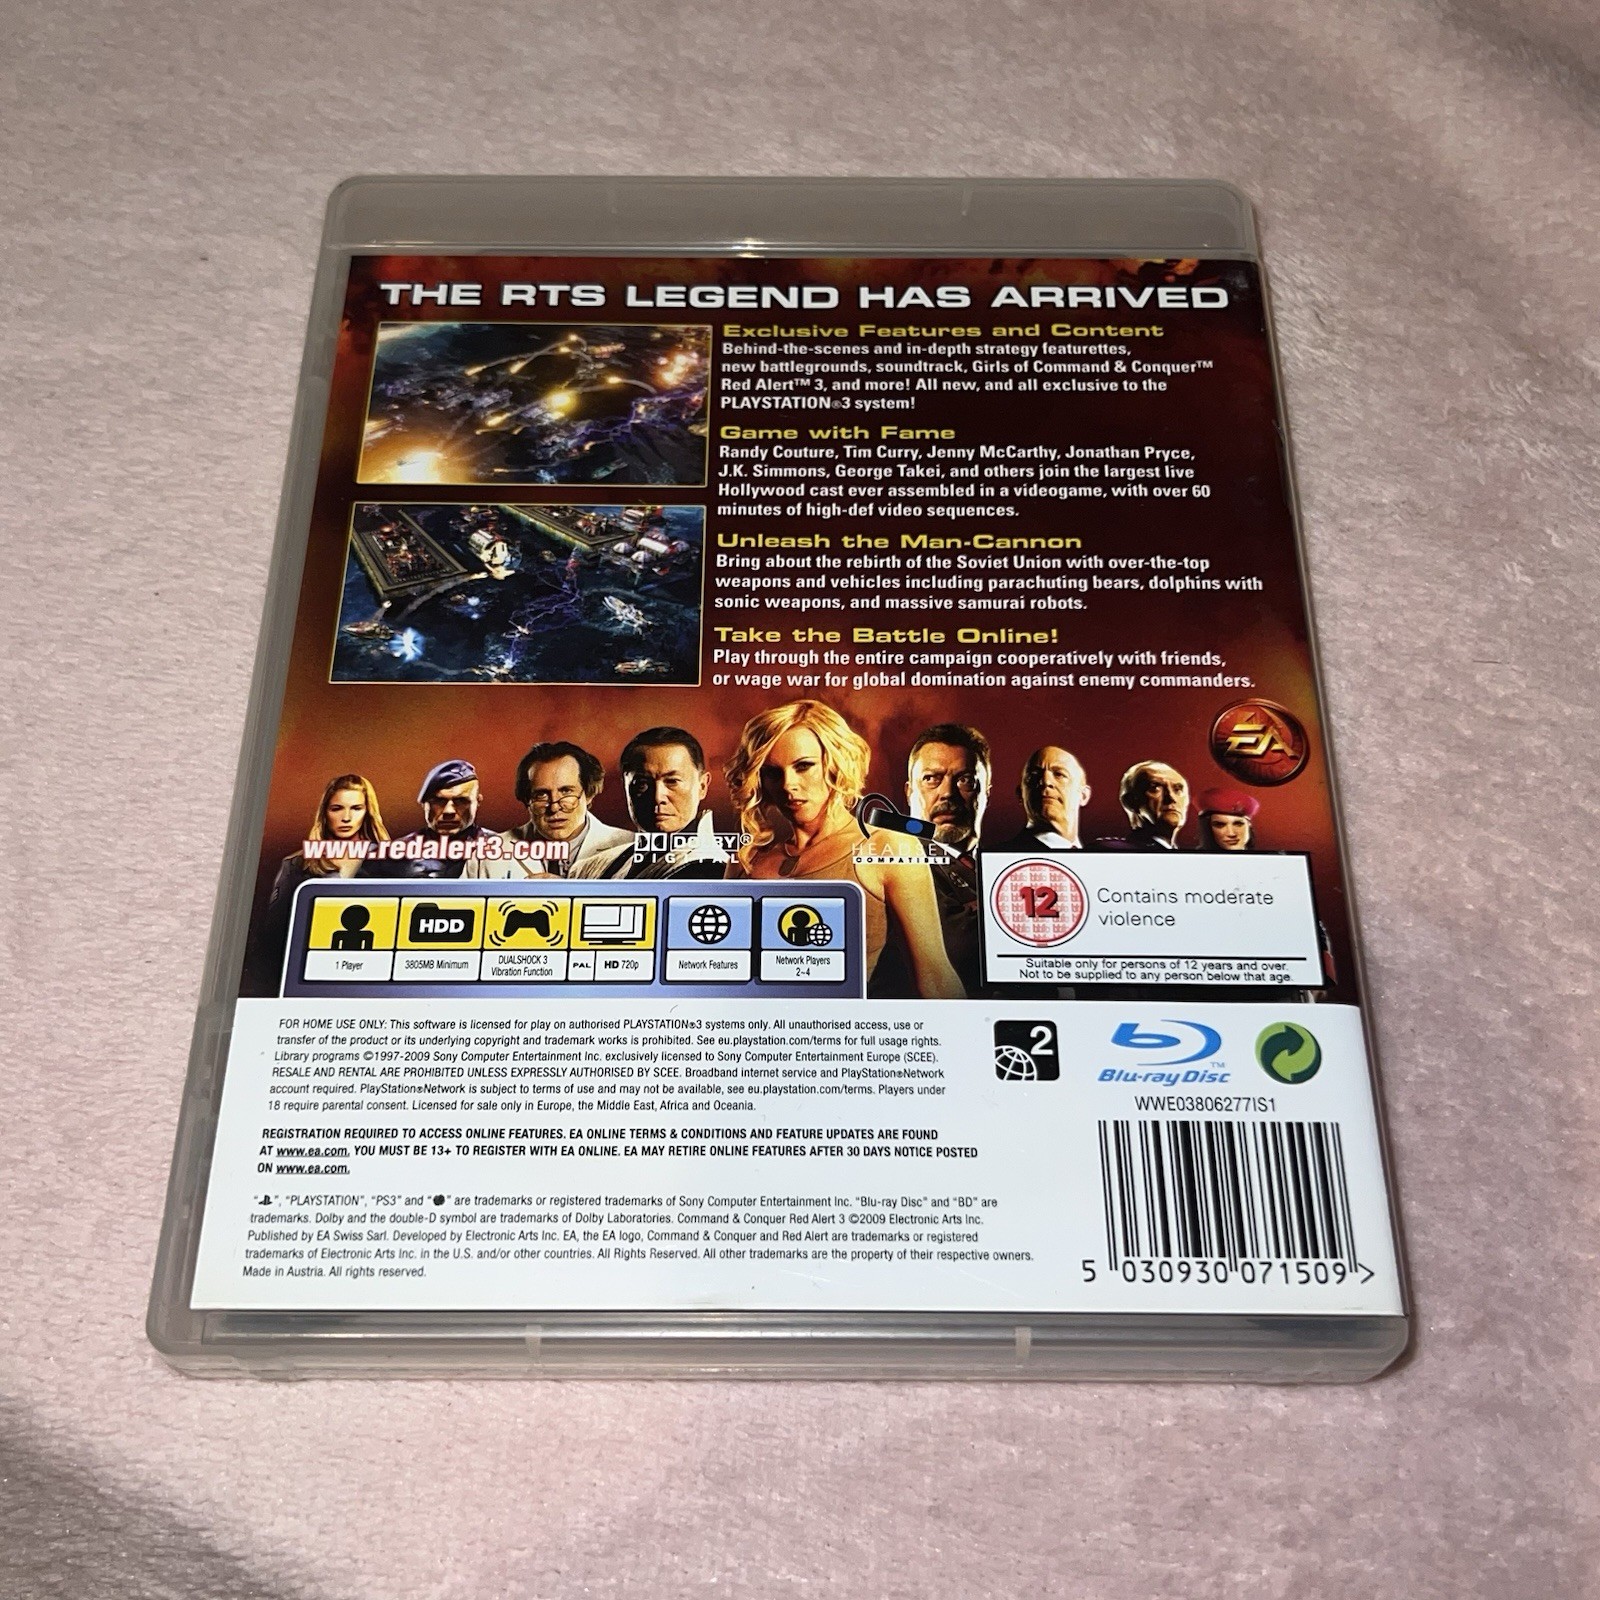 THE RTS LEGEND HAS ARRIVED
Exclusive Features and Content
Behind-the-scenes and in-depth strategy featurettes,
new battlegrounds, soundtrack, Girls of Command & Conquer™
Red Alert™ 3, and more! All new, and all exclusive to the
PLAYSTATION®3 system!
Game with Fame
Randy Couture, Tim Curry, Jenny McCarthy, Jonathan Pryce,
J.K. Simmons, George Takei, and others join the largest live
Hollywood cast ever assembled in a videogame, with over 60
minutes of high-def video sequences.
Unleash the Man-Cannon
Bring about the rebirth of the Soviet Union with over-the-top
weapons and vehicles including parachuting bears, dolphins with
sonic weapons, and massive samurai robots.
Take the Battle Online!
Play through the entire campaign cooperatively with friends,
or wage war for global domination against enemy commanders.
EA
www.redalert3.com
DOLBY®
DIGITAL
HEADSET
COMPATIBLE
12
Contains moderate
violence
Suitable only for persons of 12 years and over.
Not to be supplied to any person below that age.
HDD
1 Player
3805MB Minimum
DUALSHOCK 3
Vibration Function
PAL
HD 720p
Network Features
Network Players
2~4
FOR HOME USE ONLY: This software is licensed for play on authorised PLAYSTATION®3 systems only. All unauthorised access, use or
transfer of the product or its underlying copyright and trademark works is prohibited. See eu.playstation.com/terms for full usage rights.
Library programs ©1997-2009 Sony Computer Entertainment Inc. exclusively licensed to Sony Computer Entertainment Europe (SCEE).
RESALE AND RENTAL ARE PROHIBITED UNLESS EXPRESSLY AUTHORISED BY SCEE. Broadband internet service and PlayStation®Network
account required. PlayStation®Network is subject to terms of use and may not be available, see eu.playstation.com/terms. Players under
18 require parental consent. Licensed for sale only in Europe, the Middle East, Africa and Oceania.
REGISTRATION REQUIRED TO ACCESS ONLINE FEATURES. EA ONLINE TERMS & CONDITIONS AND FEATURE UPDATES ARE FOUND
AT www.ea.com. YOU MUST BE 13+ TO REGISTER WITH EA ONLINE. EA MAY RETIRE ONLINE FEATURES AFTER 30 DAYS NOTICE POSTED
ON www.ea.com.
"", "PLAYSTATION", "PS3" and "" are trademarks or registered trademarks of Sony Computer Entertainment Inc. "Blu-ray Disc" and "BD" are
trademarks. Dolby and the double-D symbol are trademarks of Dolby Laboratories. Command & Conquer Red Alert 3 ©2009 Electronic Arts Inc.
Published by EA Swiss Sarl. Developed by Electronic Arts Inc. EA, the EA logo, Command & Conquer and Red Alert are trademarks or registered
trademarks of Electronic Arts Inc. in the U.S. and/or other countries. All Rights Reserved. All other trademarks are the property of their respective owners.
Made in Austria. All rights reserved.
2
Blu-ray Disc™
WWE03806277IS1
5 030930 071509 >